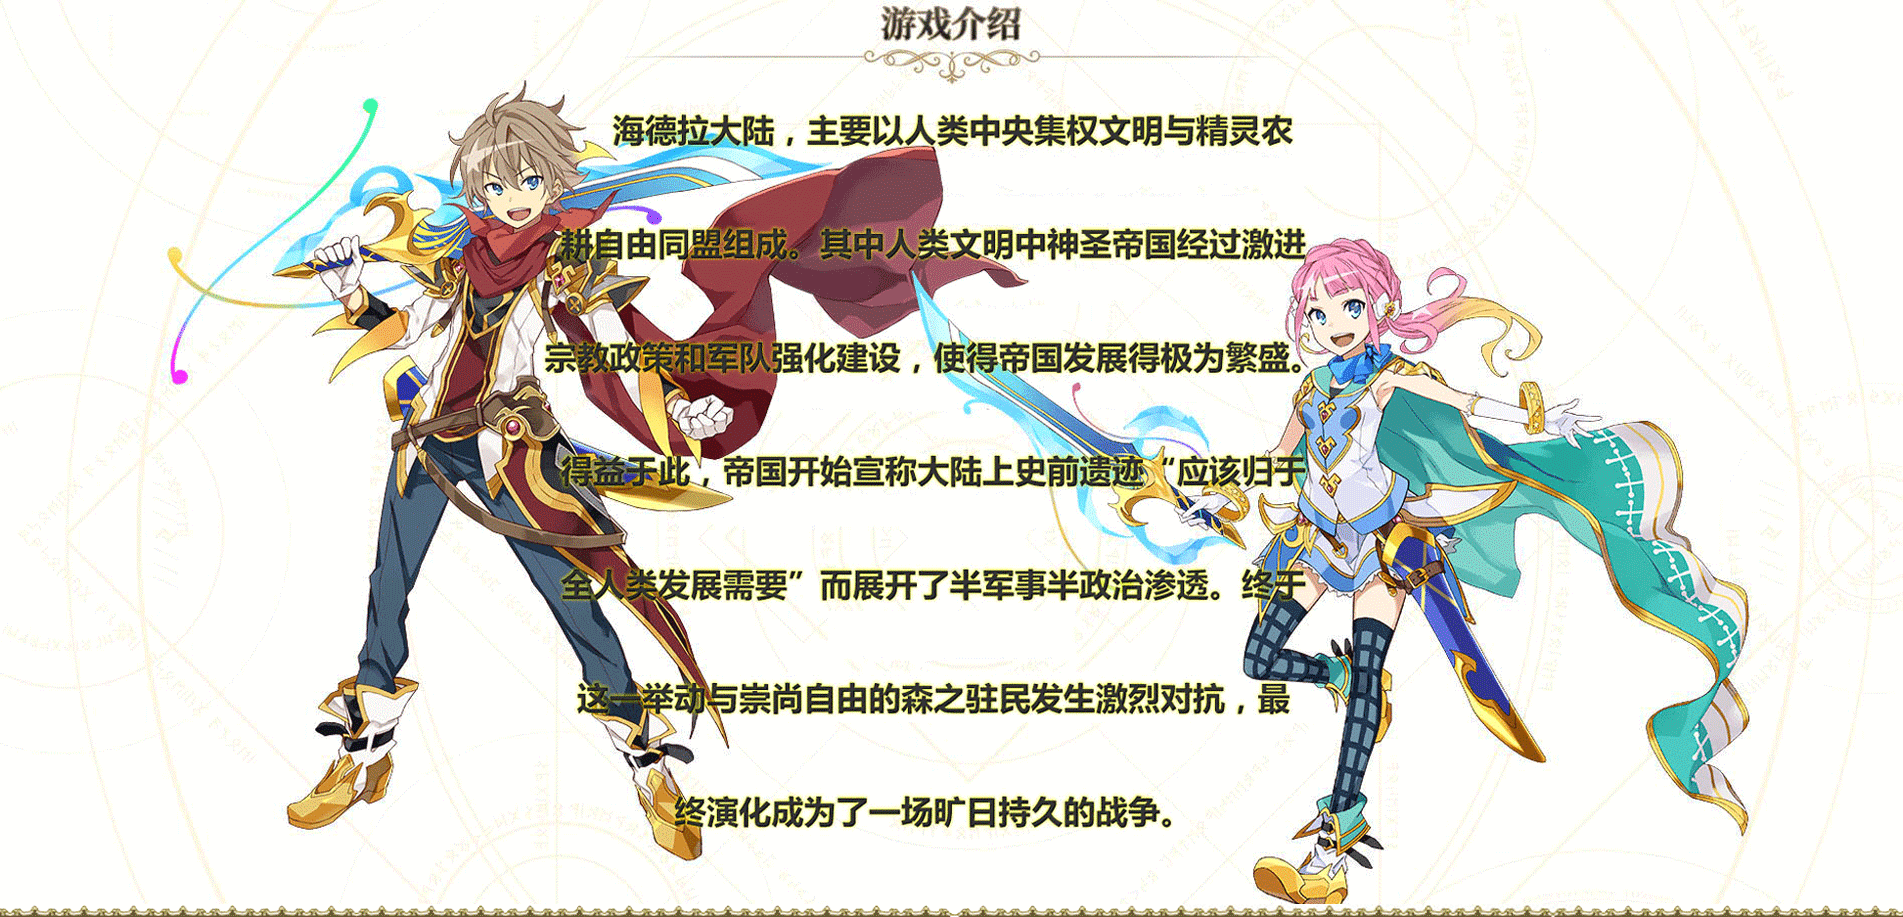 游戏介绍
海德拉大陆，主要以人类中央集权文明与精灵农
耕自由同盟组成。其中人类文明中神圣帝国经过激进
宗教政策和军队强化建设，使得帝国发展得极为繁盛。
得益于此，帝国开始宣称大陆上史前遗迹“应该归于
全人类发展需要”而展开了半军事半政治渗透。终于
这一举动与崇尚自由的森之驻民发生激烈对抗，最
终演化成为了一场旷日持久的战争。